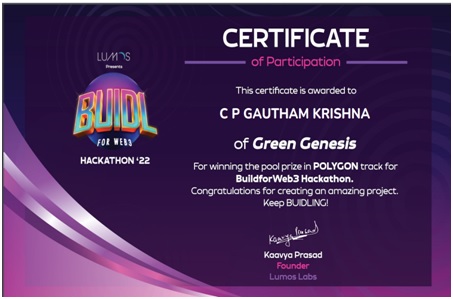 LUMOS
Presents
BUIDL
FOR WEB3
HACKATHON ‘22
CERTIFICATE
of Participation
This certificate is awarded to
C P GAUTHAM KRISHNA
of Green Genesis
For winning the pool prize in POLYGON track for
BuildforWeb3 Hackathon.
Congratulations for creating an amazing project.
Keep BUIDLING!
Kaavya Prasad
Kaavya Prasad
Founder
Lumos Labs